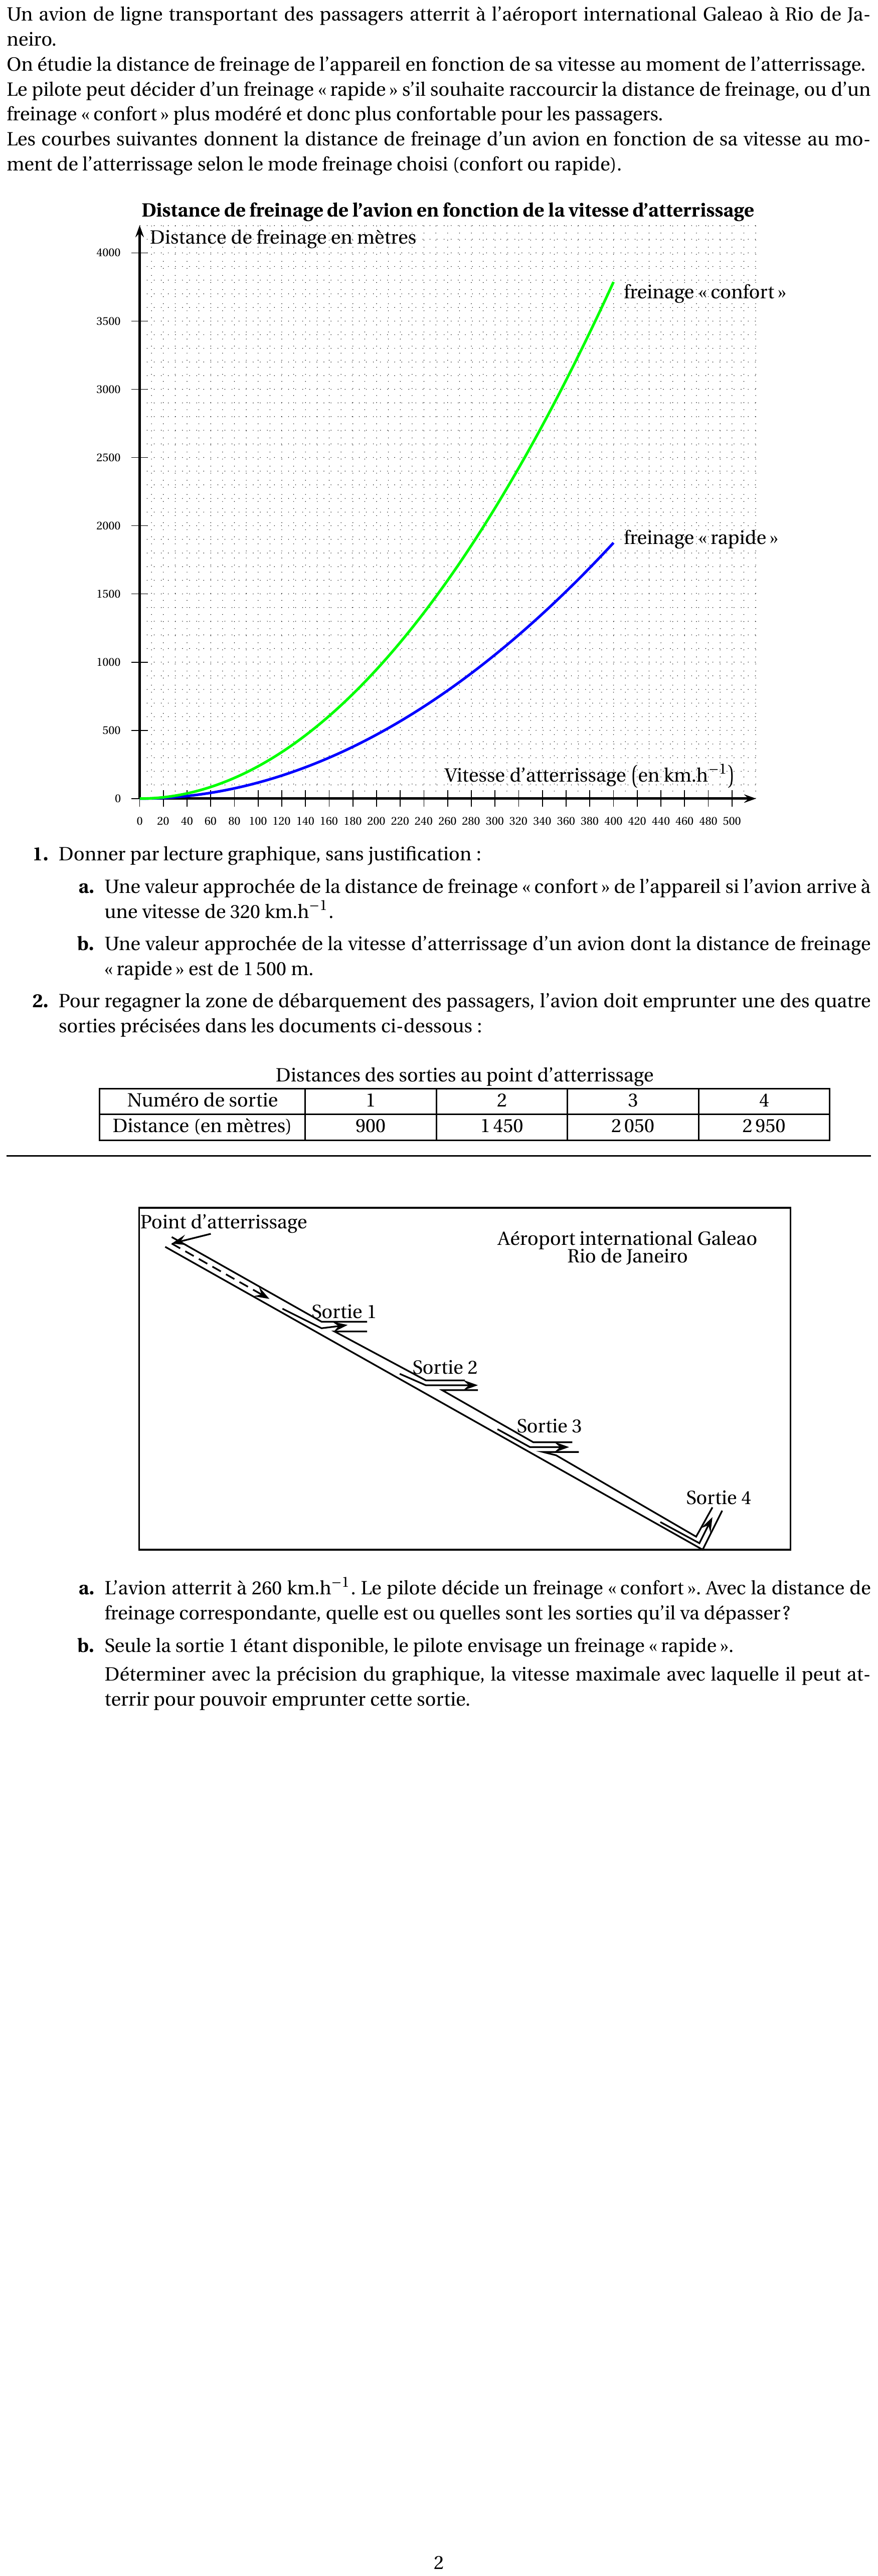 Un avion de ligne transportant des passagers atterrit à l'aéroport international Galeao à Rio de Ja-
neiro.
On étudie la distance de freinage de l'appareil en fonction de sa vitesse au moment de l'atterrissage.
Le pilote peut décider d'un freinage « rapide » s'il souhaite raccourcir la distance de freinage, ou d'un
freinage « confort » plus modéré et donc plus confortable pour les passagers.
Les courbes suivantes donnent la distance de freinage d'un avion en fonction de sa vitesse au mo-
ment de l'atterrissage selon le mode freinage choisi (confort ou rapide).
Distance de freinage de l'avion en fonction de la vitesse d'atterrissage
Distance de freinage en mètres
4000
freinage « confort »
3500
3000
2500
2000
freinage « rapide »
1500
1000
500
Vitesse d'atterrissage (en km.h⁻¹)
0
0 20 40 60 80 100 120 140 160 180 200 220 240 260 280 300 320 340 360 380 400 420 440 460 480 500
1. Donner par lecture graphique, sans justification :
a. Une valeur approchée de la distance de freinage « confort » de l'appareil si l'avion arrive à
une vitesse de 320 km.h⁻¹.
b. Une valeur approchée de la vitesse d'atterrissage d'un avion dont la distance de freinage
« rapide » est de 1 500 m.
2. Pour regagner la zone de débarquement des passagers, l'avion doit emprunter une des quatre
sorties précisées dans les documents ci-dessous :
Distances des sorties au point d'atterrissage
Numéro de sortie 1 2 3 4
Distance (en mètres) 900 1 450 2 050 2 950
Point d'atterrissage
Aéroport international Galeao
Rio de Janeiro
Sortie 1
Sortie 2
Sortie 3
Sortie 4
a. L'avion atterrit à 260 km.h⁻¹. Le pilote décide un freinage « confort ». Avec la distance de
freinage correspondante, quelle est ou quelles sont les sorties qu'il va dépasser ?
b. Seule la sortie 1 étant disponible, le pilote envisage un freinage « rapide ».
Déterminer avec la précision du graphique, la vitesse maximale avec laquelle il peut at-
terrir pour pouvoir emprunter cette sortie.
2